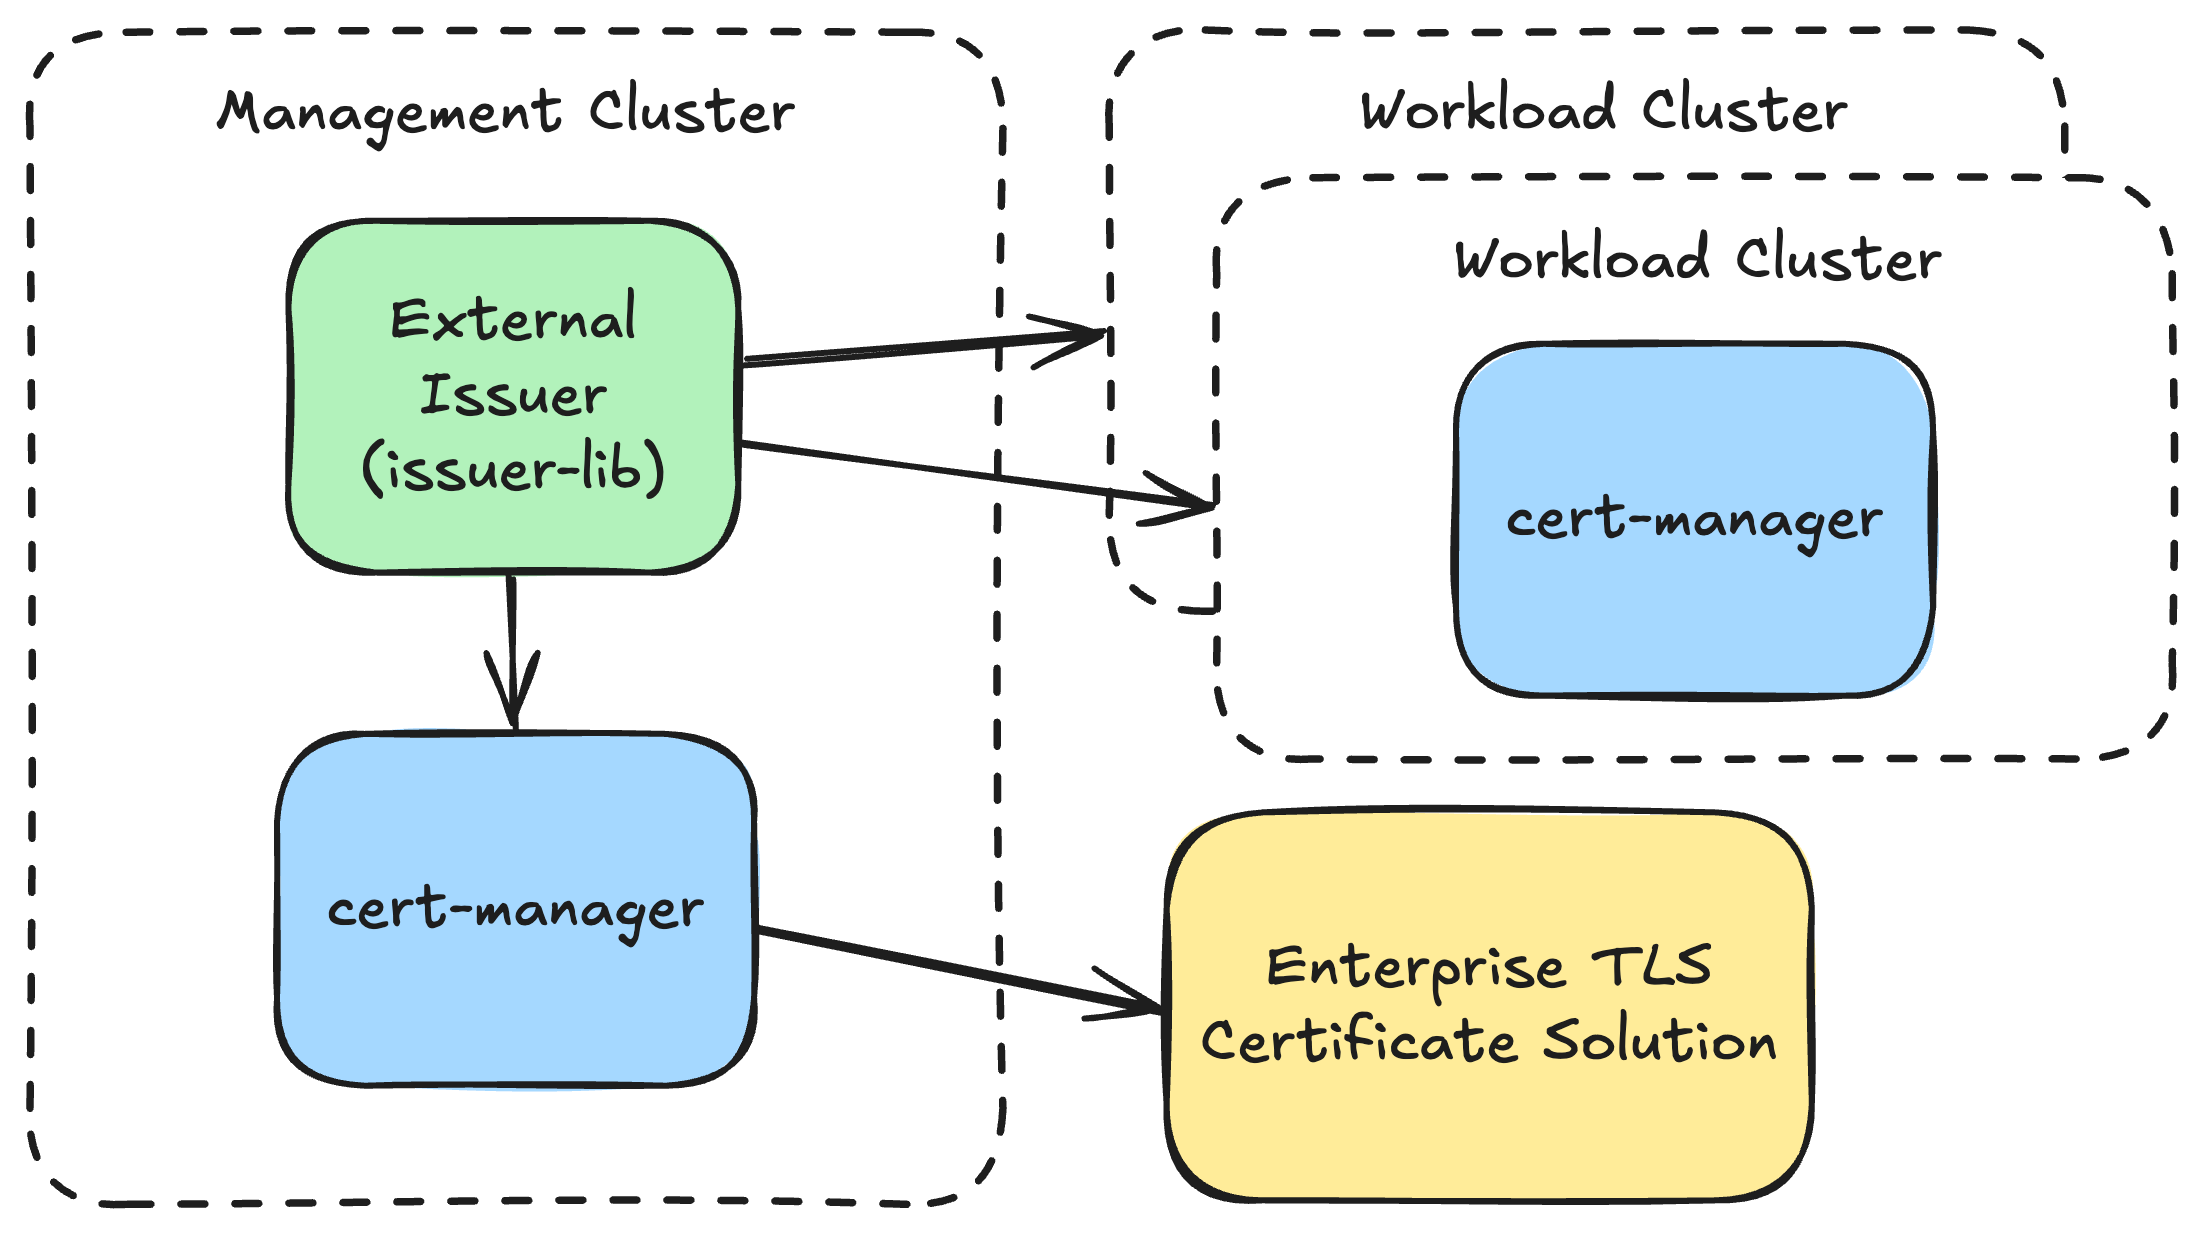 Management Cluster
External
Issuer
(issuer-lib)
cert-manager
Workload Cluster
Workload Cluster
cert-manager
Enterprise TLS
Certificate Solution